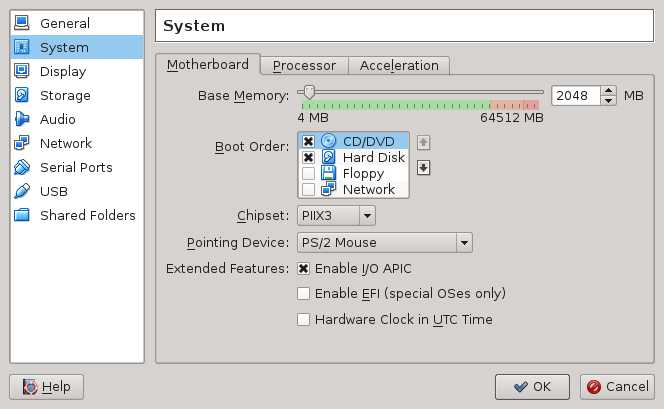 General
System
Display
Storage
Audio
Network
Serial Ports
USB
Shared Folders
System
Motherboard Processor Acceleration
Base Memory: 2048 MB
4 MB 64512 MB
Boot Order: CD/DVD
Hard Disk
Floppy
Network
Chipset: PIIX3
Pointing Device: PS/2 Mouse
Extended Features: Enable I/O APIC
Enable EFI (special OSes only)
Hardware Clock in UTC Time
Help OK Cancel